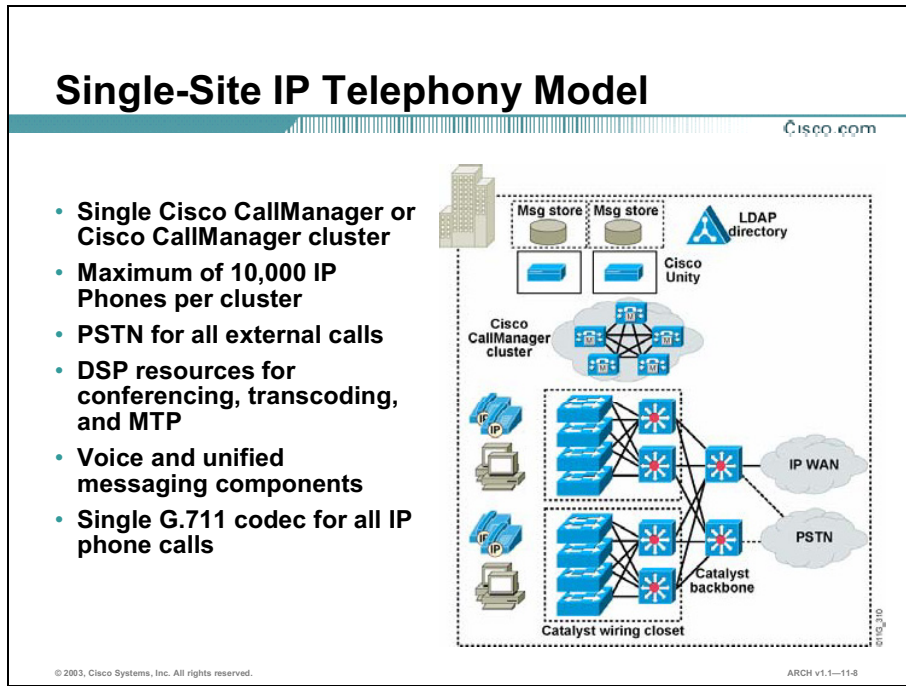 Single-Site IP Telephony Model
Cisco.com
• Single Cisco CallManager or
Cisco CallManager cluster
• Maximum of 10,000 IP
Phones per cluster
• PSTN for all external calls
• DSP resources for
conferencing, transcoding,
and MTP
• Voice and unified
messaging components
• Single G.711 codec for all IP
phone calls
Msg store
Msg store
LDAP
directory
Cisco
Unity
Cisco
CallManager
cluster
M
M
M
M
M
IP
IP
IP
IP
IP WAN
PSTN
Catalyst
backbone
Catalyst wiring closet
© 2003, Cisco Systems, Inc. All rights reserved.
ARCH v1.1—11-8